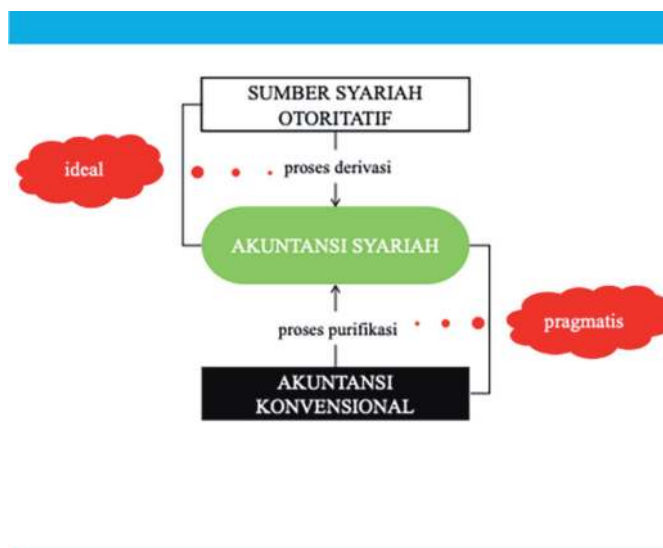 SUMBER SYARIAH
OTORITATIF
ideal
proses derivasi
AKUNTANSI SYARIAH
proses purifikasi
pragmatis
AKUNTANSI
KONVENSIONAL